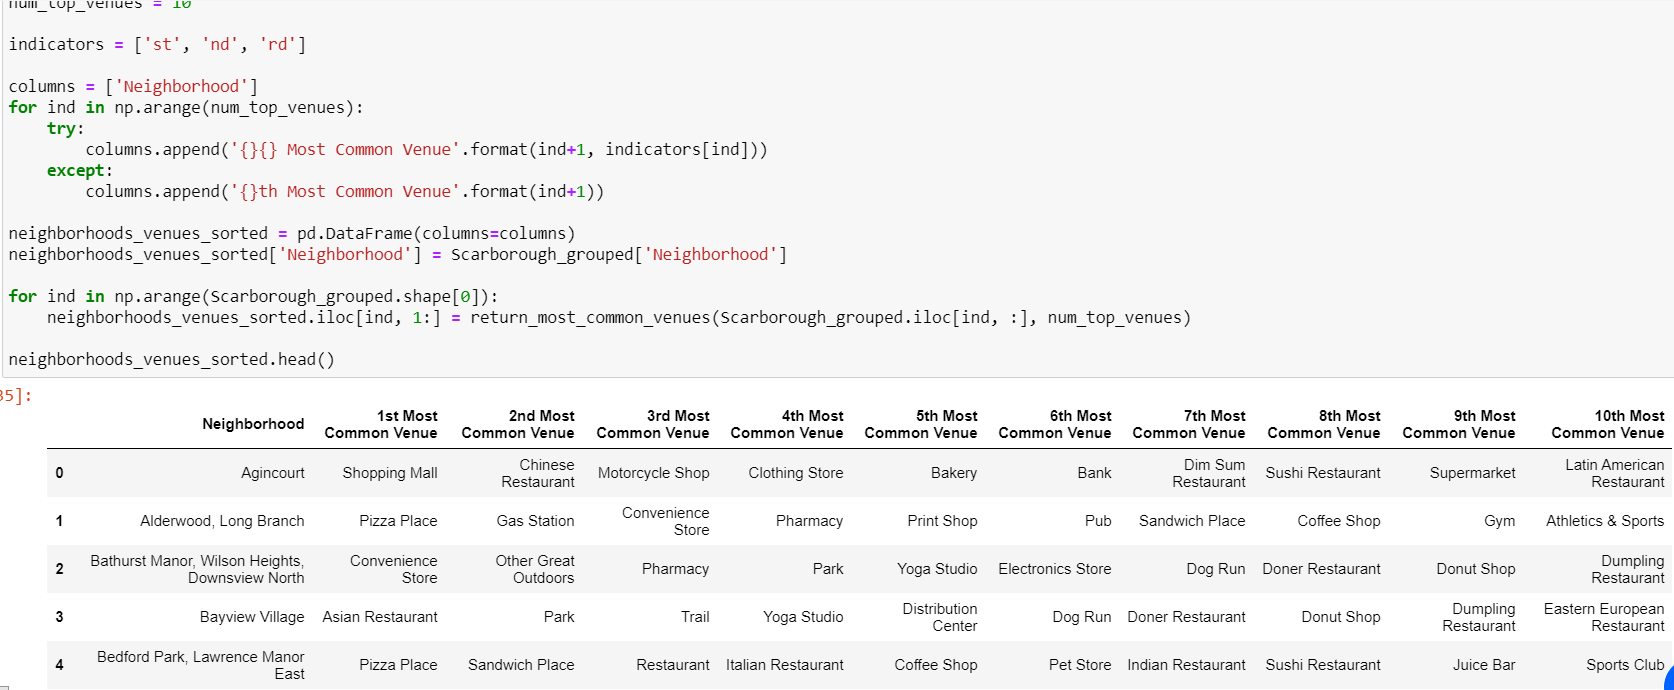 num_top_venues = 10
indicators = ['st', 'nd', 'rd']
columns = ['Neighborhood']
for ind in np.arange(num_top_venues):
    try:
        columns.append('{}{} Most Common Venue'.format(ind+1, indicators[ind]))
    except:
        columns.append('{}th Most Common Venue'.format(ind+1))
neighborhoods_venues_sorted = pd.DataFrame(columns=columns)
neighborhoods_venues_sorted['Neighborhood'] = Scarborough_grouped['Neighborhood']
for ind in np.arange(Scarborough_grouped.shape[0]):
    neighborhoods_venues_sorted.iloc[ind, 1:] = return_most_common_venues(Scarborough_grouped.iloc[ind, :], num_top_venues)
neighborhoods_venues_sorted.head()
35]:
Neighborhood 1st Most Common Venue 2nd Most Common Venue 3rd Most Common Venue 4th Most Common Venue 5th Most Common Venue 6th Most Common Venue 7th Most Common Venue 8th Most Common Venue 9th Most Common Venue 10th Most Common Venue
0 Agincourt Shopping Mall Chinese Restaurant Motorcycle Shop Clothing Store Bakery Bank Dim Sum Restaurant Sushi Restaurant Supermarket Latin American Restaurant
1 Alderwood, Long Branch Pizza Place Gas Station Convenience Store Pharmacy Print Shop Pub Sandwich Place Coffee Shop Gym Athletics & Sports
2 Bathurst Manor, Wilson Heights, Downsview North Convenience Store Other Great Outdoors Pharmacy Park Yoga Studio Electronics Store Dog Run Doner Restaurant Donut Shop Dumpling Restaurant
3 Bayview Village Asian Restaurant Park Trail Yoga Studio Distribution Center Dog Run Doner Restaurant Donut Shop Dumpling Restaurant Eastern European Restaurant
4 Bedford Park, Lawrence Manor East Pizza Place Sandwich Place Restaurant Italian Restaurant Coffee Shop Pet Store Indian Restaurant Sushi Restaurant Juice Bar Sports Club